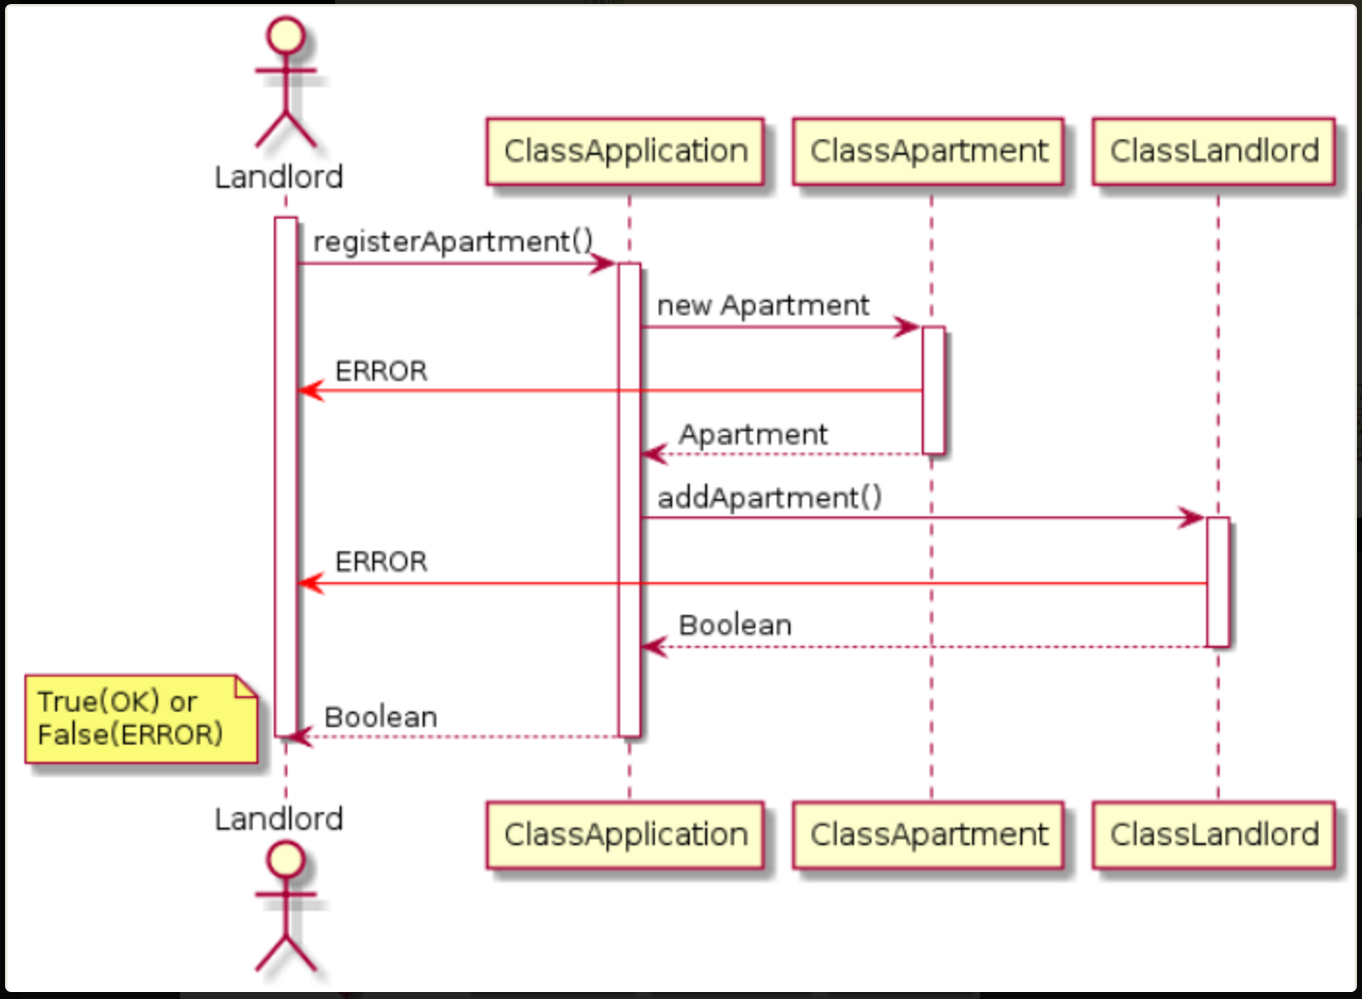 Landlord
ClassApplication
ClassApartment
ClassLandlord
registerApartment()
new Apartment
ERROR
Apartment
addApartment()
ERROR
Boolean
True(OK) or
False(ERROR)
Boolean
Landlord
ClassApplication
ClassApartment
ClassLandlord